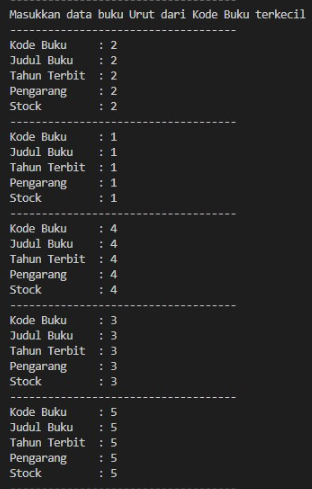 ------------------------------------
Masukkan data buku Urut dari Kode Buku terkecil
------------------------------------
Kode Buku : 2
Judul Buku : 2
Tahun Terbit : 2
Pengarang : 2
Stock : 2
------------------------------------
Kode Buku : 1
Judul Buku : 1
Tahun Terbit : 1
Pengarang : 1
Stock : 1
------------------------------------
Kode Buku : 4
Judul Buku : 4
Tahun Terbit : 4
Pengarang : 4
Stock : 4
------------------------------------
Kode Buku : 3
Judul Buku : 3
Tahun Terbit : 3
Pengarang : 3
Stock : 3
------------------------------------
Kode Buku : 5
Judul Buku : 5
Tahun Terbit : 5
Pengarang : 5
Stock : 5
------------------------------------